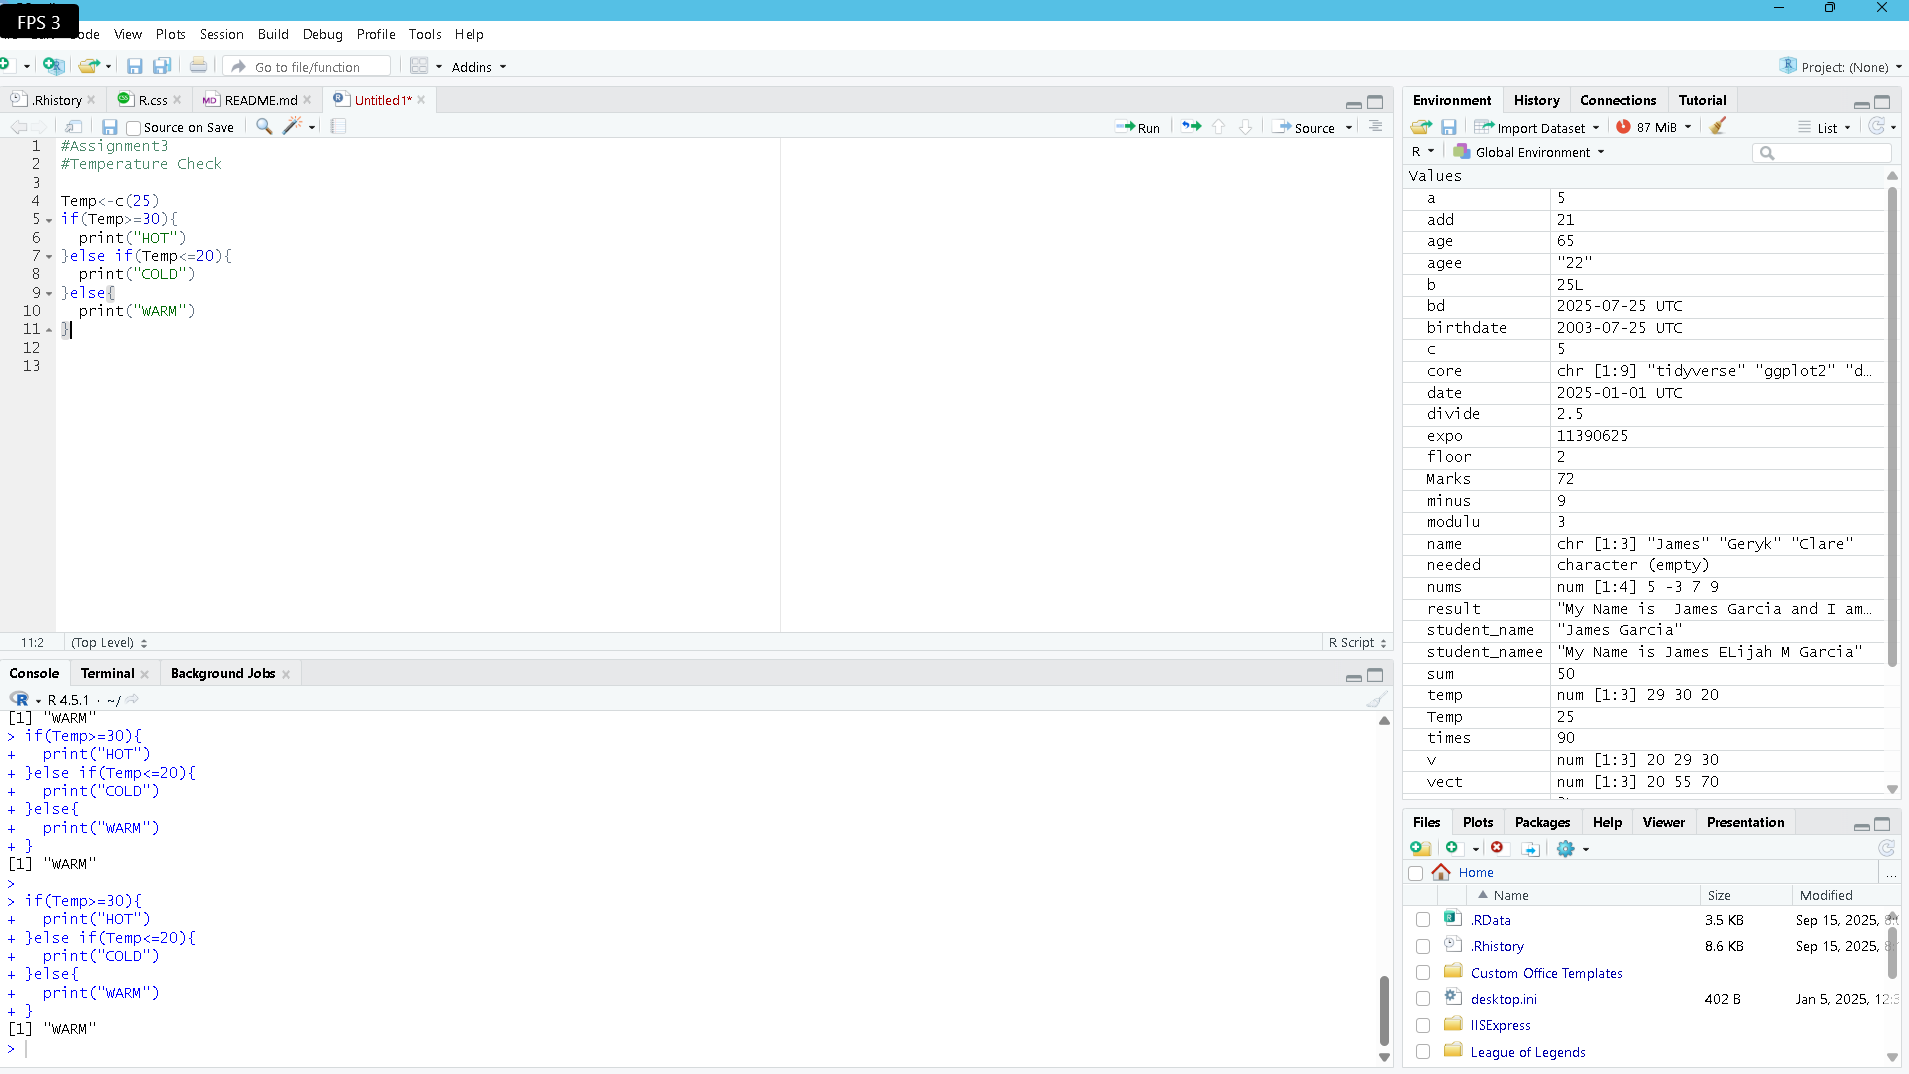 FPS 3
ode View Plots Session Build Debug Profile Tools Help
Go to file/function Addins Project: (None)
.Rhistory R.css README.md Untitled1*
Source on Save Run Source
1 #Assignment3
2 #Temperature Check
3
4 Temp<-c(25)
5 if(Temp>=30){
6 print("HOT")
7 }else if(Temp<=20){
8 print("COLD")
9 }else{
10 print("WARM")
11 }
12
13
11:2 (Top Level) R Script
Console Terminal Background Jobs
R 4.5.1 · ~/
[1] "WARM"
> if(Temp>=30){
+ print("HOT")
+ }else if(Temp<=20){
+ print("COLD")
+ }else{
+ print("WARM")
+ }
[1] "WARM"
>
> if(Temp>=30){
+ print("HOT")
+ }else if(Temp<=20){
+ print("COLD")
+ }else{
+ print("WARM")
+ }
[1] "WARM"
>
Environment History Connections Tutorial
Import Dataset 87 MiB List
R Global Environment
Values
a 5
add 21
age 65
agee "22"
b 25L
bd 2025-07-25 UTC
birthdate 2003-07-25 UTC
c 5
core chr [1:9] "tidyverse" "ggplot2" "d…
date 2025-01-01 UTC
divide 2.5
expo 11390625
floor 2
Marks 72
minus 9
modulu 3
name chr [1:3] "James" "Geryk" "Clare"
needed character (empty)
nums num [1:4] 5 -3 7 9
result "My Name is  James Garcia and I am…
student_name "James Garcia"
student_namee "My Name is James ELijah M Garcia"
sum 50
temp num [1:3] 29 30 20
Temp 25
times 90
v num [1:3] 20 29 30
vect num [1:3] 20 55 70
Files Plots Packages Help Viewer Presentation
Home ...
Name Size Modified
.RData 3.5 KB Sep 15, 2025,
.Rhistory 8.6 KB Sep 15, 2025,
Custom Office Templates
desktop.ini 402 B Jan 5, 2025, 12:3
IISExpress
League of Legends